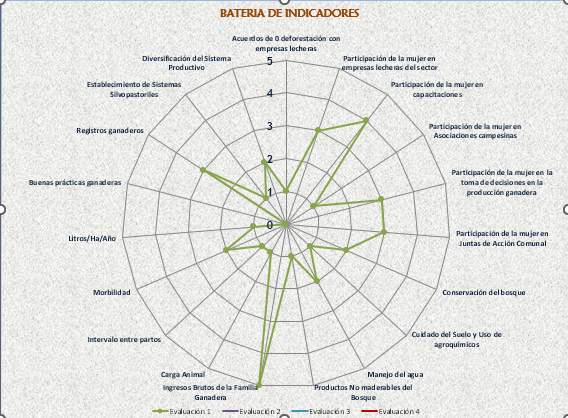 BATERIA DE INDICADORES
Acuerdos de 0 deforestación con
empresas lecheras
Participación de la mujer en
empresas lecheras del sector
Participación de la mujer en
capacitaciones
Participación de la mujer en
Asociaciones campesinas
Participación de la mujer en la
toma de decisiones en la
producción ganadera
Participación de la mujer en
Juntas de Acción Comunal
Conservación del bosque
Cuidado del Suelo y Uso de
agroquímicos
Manejo del agua
Productos No maderables del
Bosque
Ingresos Brutos de la Familia
Ganadera
Carga Animal
Intervalo entre partos
Morbilidad
Litros/Ha/Año
Buenas prácticas ganaderas
Registros ganaderos
Establecimiento de Sistemas
Silvopastoriles
Diversificación del Sistema
Productivo
5
4
3
2
1
0
Evaluación 1
Evaluación 2
Evaluación 3
Evaluación 4